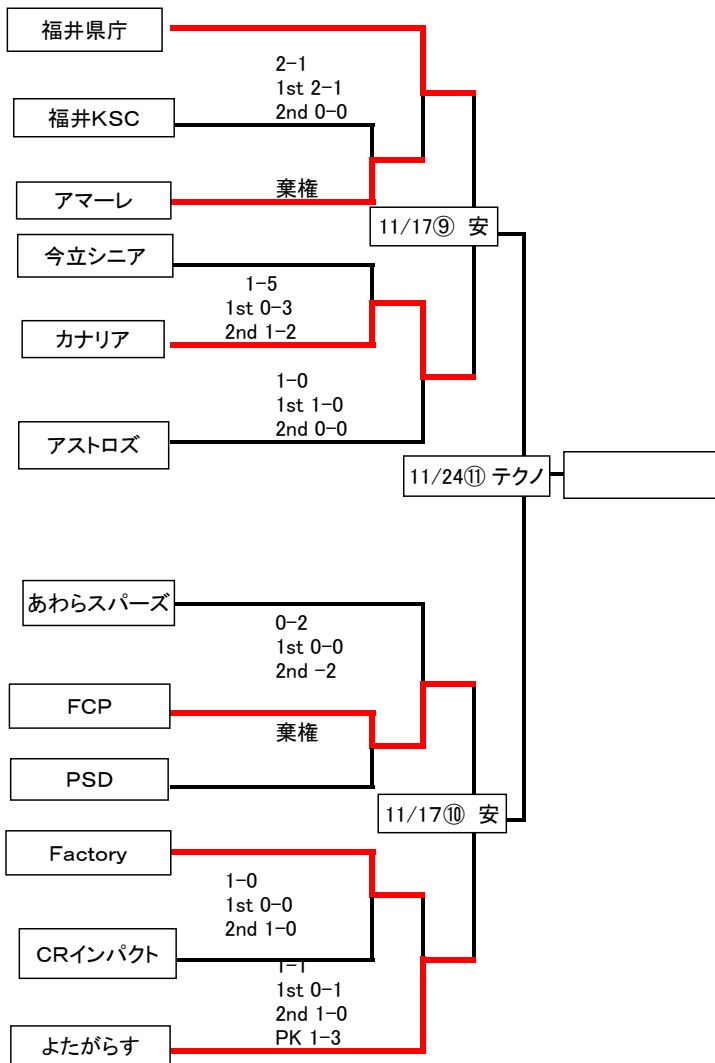 福井県庁
2-1
1st 2-1
2nd 0-0
福井KSC
アマーレ
棄権
11/17⑨ 安
今立シニア
1-5
1st 0-3
2nd 1-2
カナリア
1-0
1st 1-0
2nd 0-0
アストロズ
11/24⑪ テクノ
あわらスパーズ
0-2
1st 0-0
2nd -2
FCP
棄権
PSD
11/17⑩ 安
Factory
1-0
1st 0-0
2nd 1-0
CRインパクト
1-1
1st 0-1
2nd 1-0
PK 1-3
よたがらす